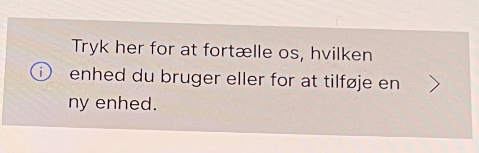 Tryk her for at fortælle os, hvilken
enhed du bruger eller for at tilføje en
ny enhed.